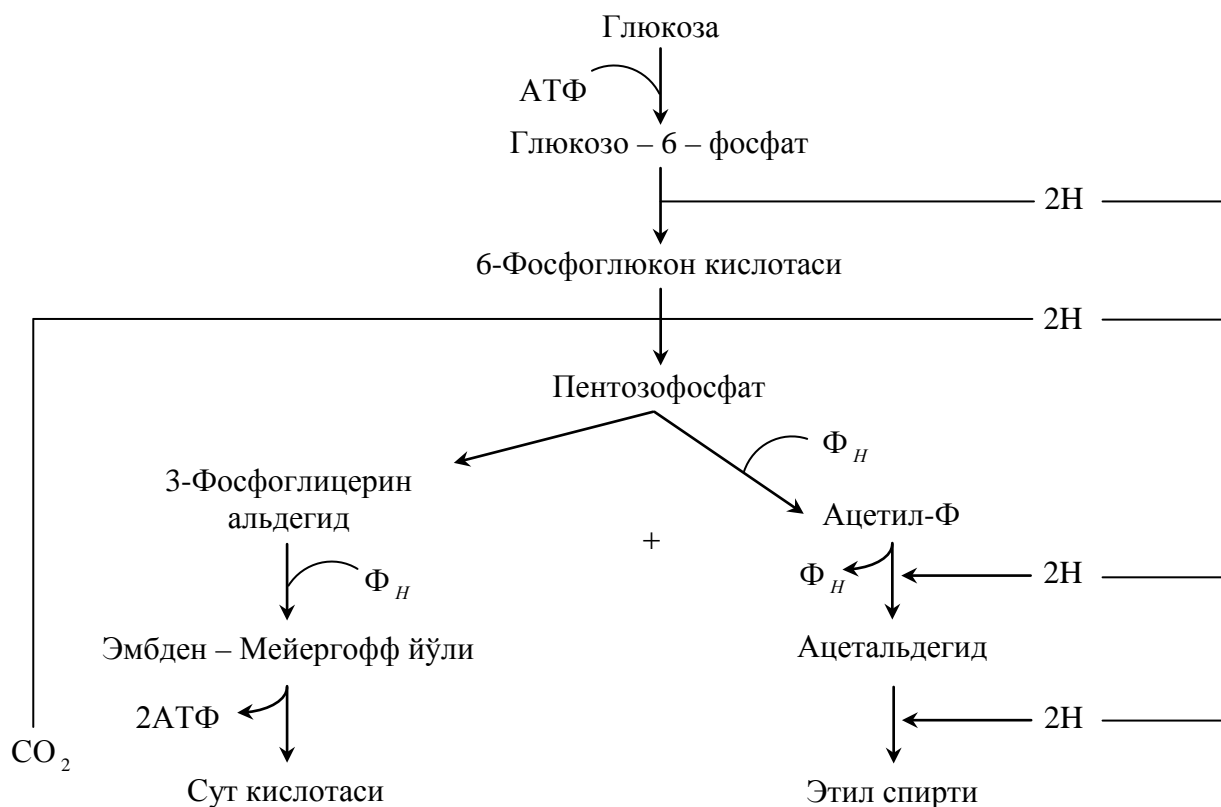 Глюкоза
АТФ
Глюкозо – 6 – фосфат
2Н
6-Фосфоглюкон кислотаси
2Н
Пентозофосфат
Ф H
3-Фосфоглицерин
альдегид
Ацетил-Ф
+
Ф H
Ф H
2Н
Эмбден – Мейергофф йўли
Ацетальдегид
2АТФ
2Н
СО 2
Сут кислотаси
Этил спирти